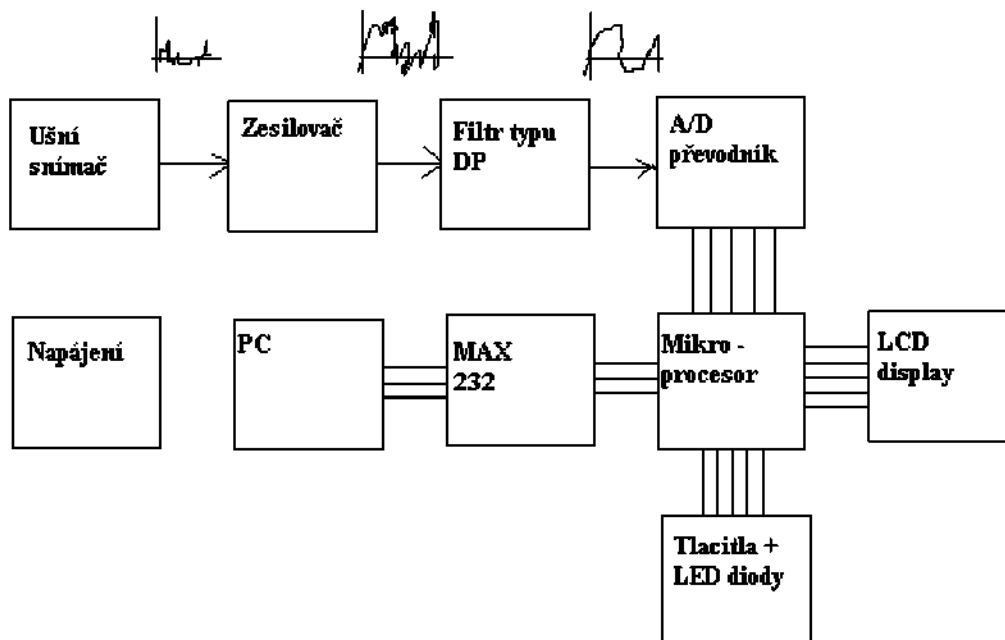 Ušní
snímač
Zesilovač
Filtr typu
DP
A/D
převodník
Napájení
PC
MAX
232
Mikro -
procesor
LCD
display
Tlacitla +
LED diody